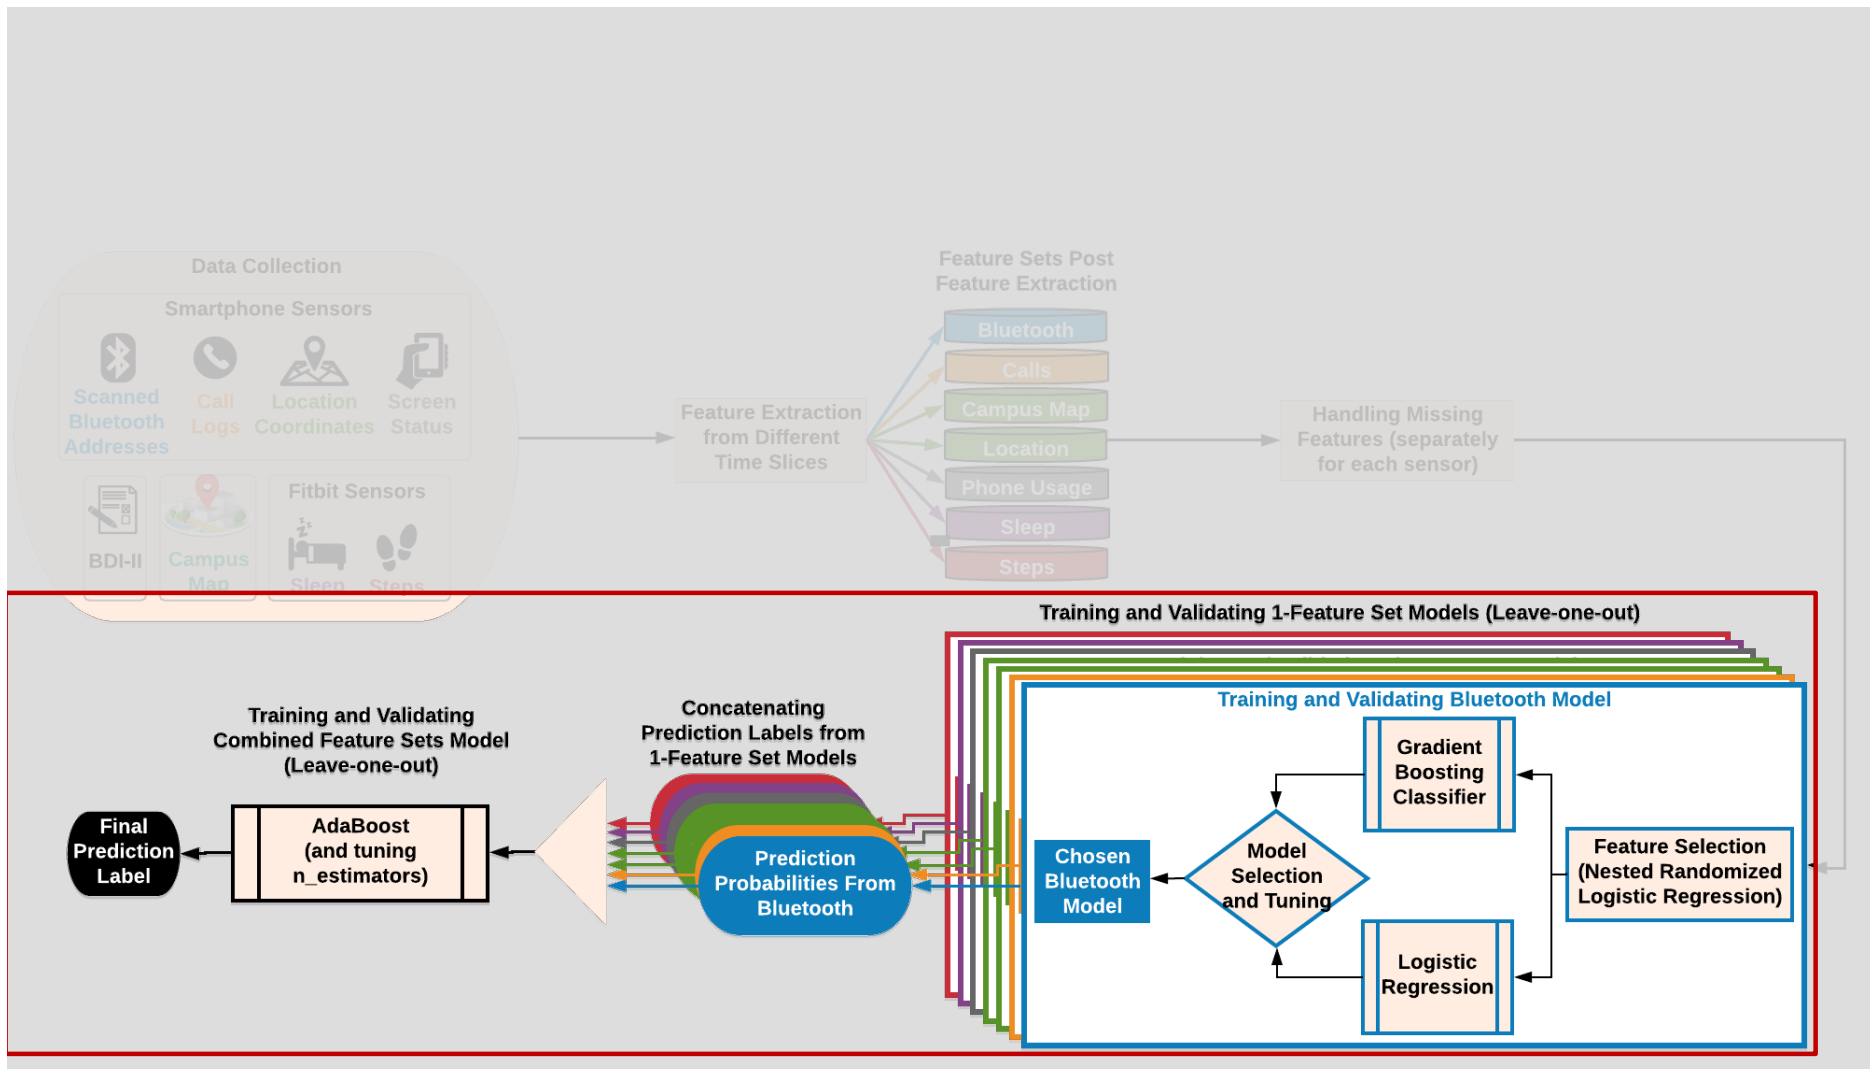 Data Collection
Smartphone Sensors
Scanned
Bluetooth
Addresses
Call
Logs
Location
Coordinates
Screen
Status
BDI-II
Campus
Map
Fitbit Sensors
z z z
Sleep
Steps
Feature Extraction
from Different
Time Slices
Feature Sets Post
Feature Extraction
Bluetooth
Calls
Campus Map
Location
Phone Usage
Sleep
Steps
Handling Missing
Features (separately
for each sensor)
Training and Validating 1-Feature Set Models (Leave-one-out)
Training and Validating Bluetooth Model
Feature Selection
(Nested Randomized
Logistic Regression)
Gradient
Boosting
Classifier
Logistic
Regression
Model
Selection
and Tuning
Chosen
Bluetooth
Model
Concatenating
Prediction Labels from
1-Feature Set Models
Prediction
Probabilities From
Bluetooth
Training and Validating
Combined Feature Sets Model
(Leave-one-out)
AdaBoost
(and tuning
n_estimators)
Final
Prediction
Label